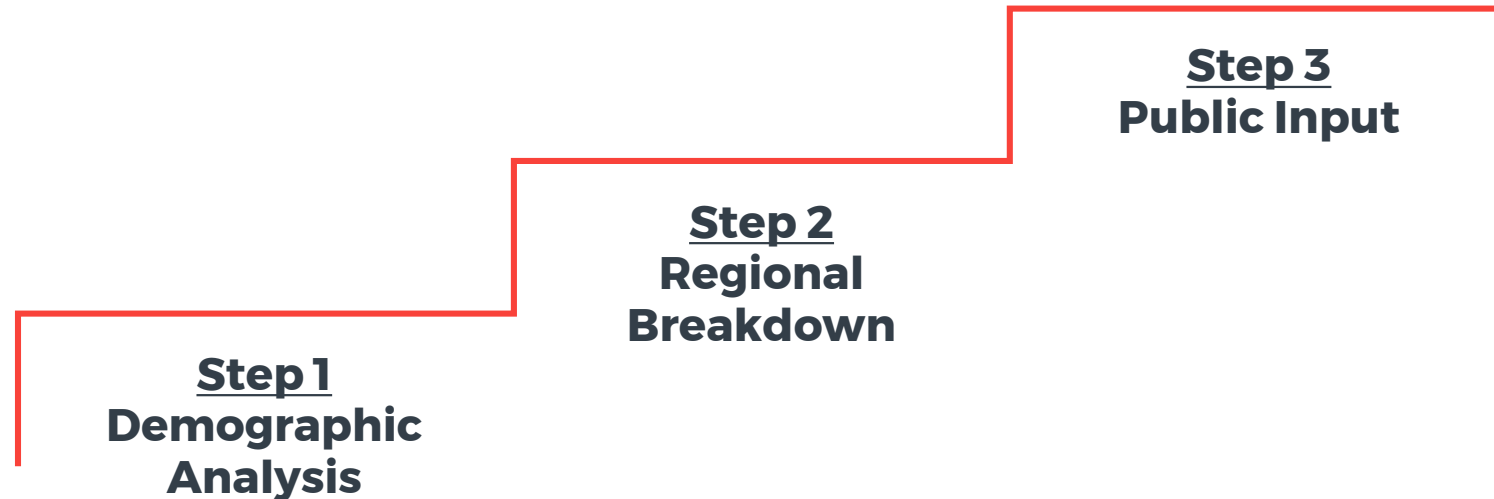 Step 1
Demographic
Analysis
Step 2
Regional
Breakdown
Step 3
Public Input